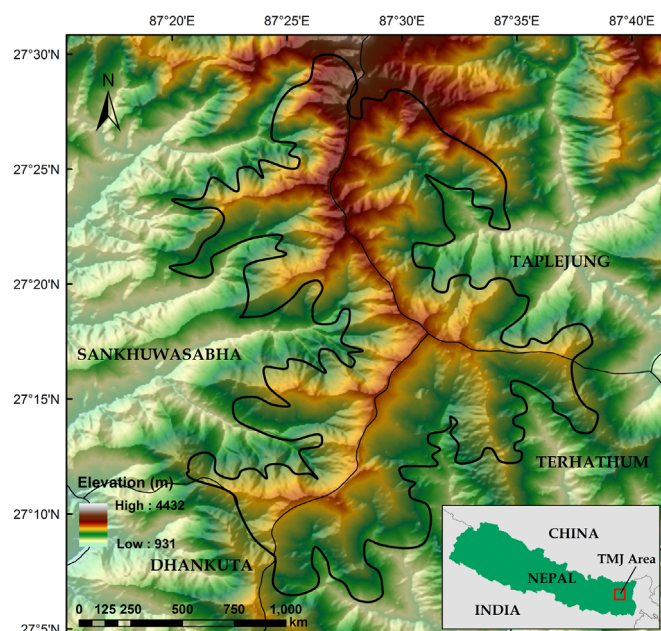 87°20'E 87°25'E 87°30'E 87°35'E 87°40'E
27°30'N
N
27°25'N
TAPLEJUNG
27°20'N
SANKHUWASABHA
27°15'N
TERHATHUM
Elevation (m)
High : 4432
27°10'N
Low : 931
DHANKUTA
CHINA
TMJ Area
NEPAL
INDIA
0 125 250 500 750 1,000
km
27°5'N